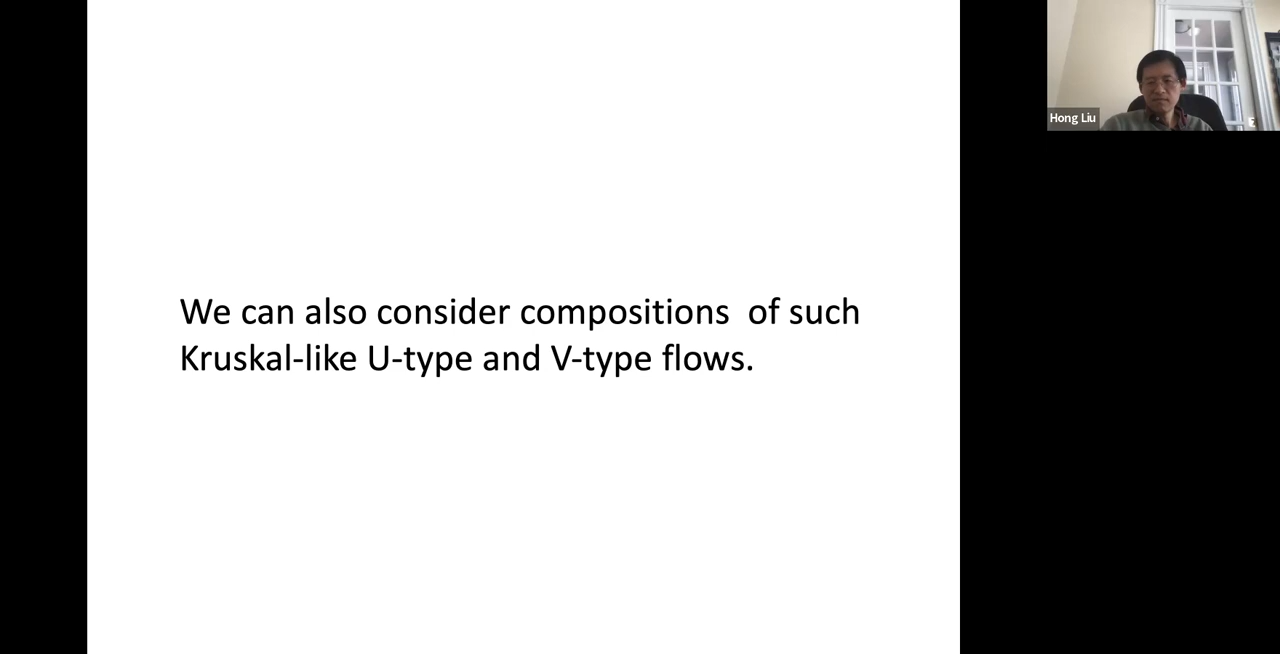 We can also consider compositions  of such
Kruskal-like U-type and V-type flows.
Hong Liu